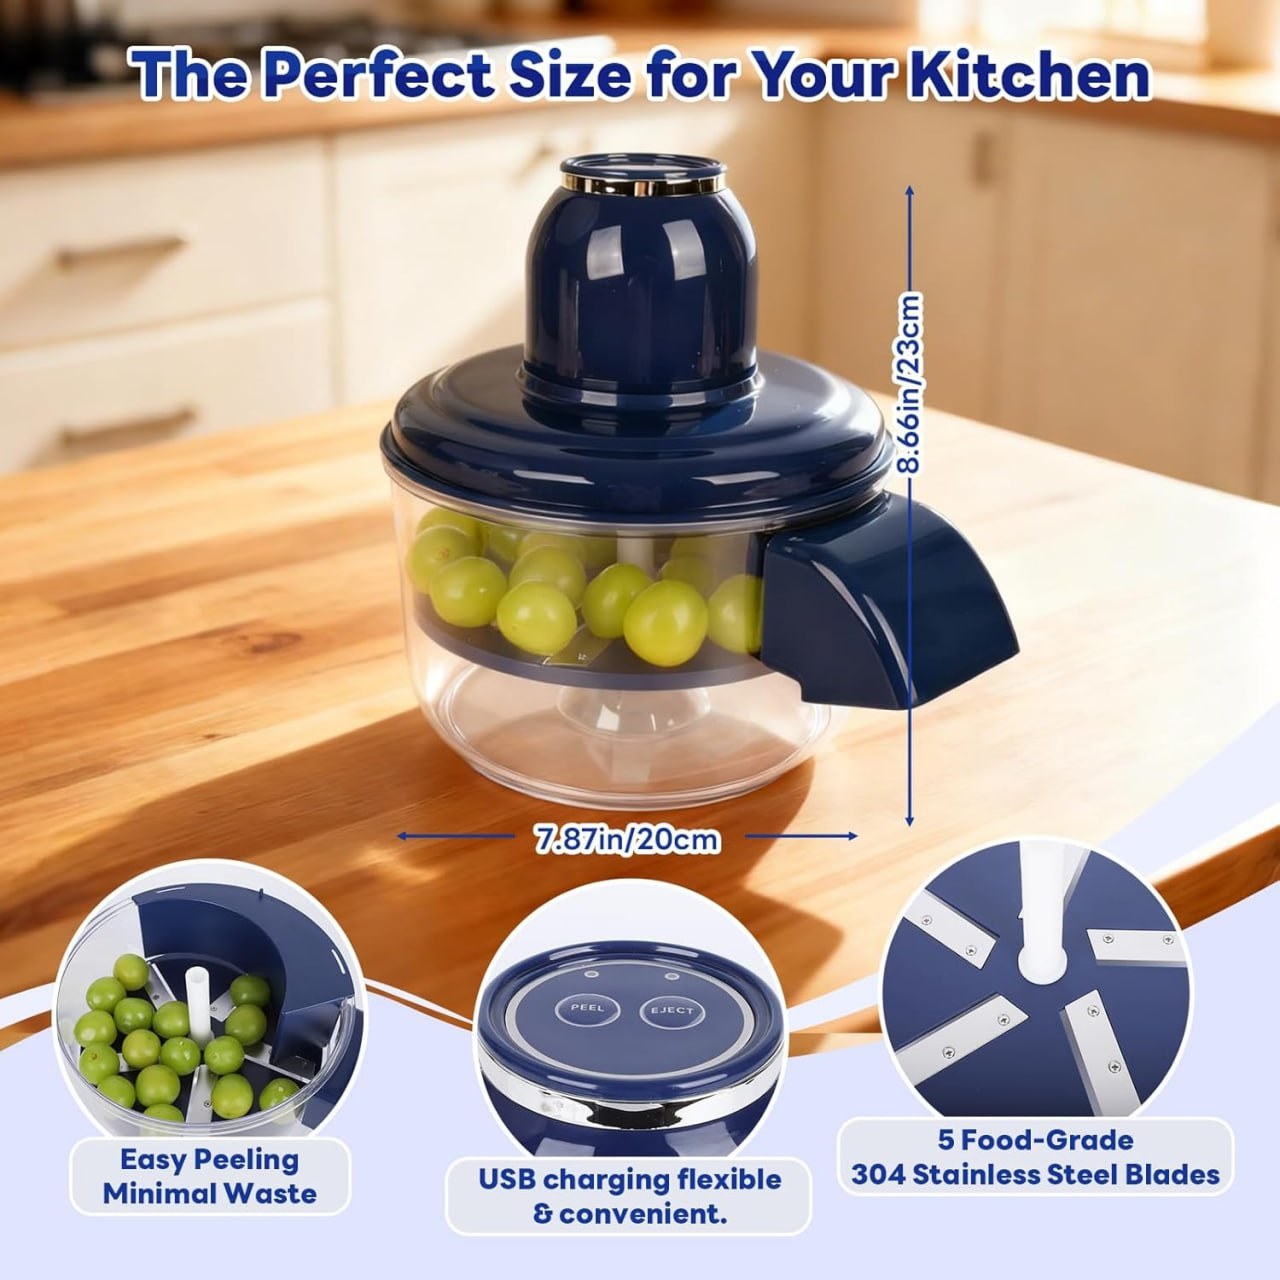 The Perfect Size for Your Kitchen
8.66in/23cm
7.87in/20cm
PEEL
EJECT
Easy Peeling
Minimal Waste
USB charging flexible
& convenient.
5 Food-Grade
304 Stainless Steel Blades